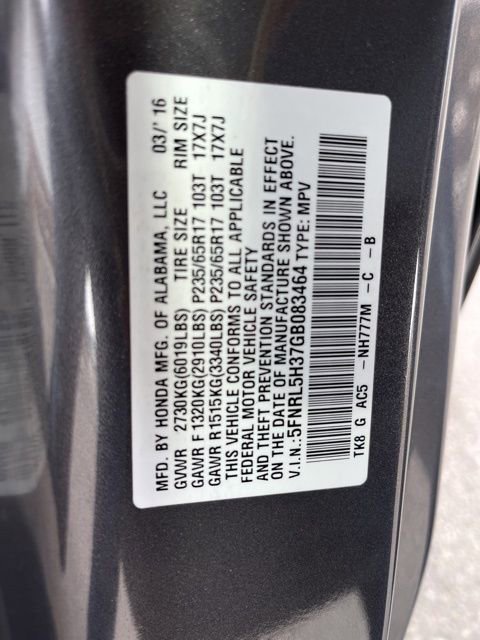 MFD. BY HONDA MFG. OF ALABAMA, LLC 03/'16
GVWR 2730KG(6019LBS) TIRE SIZE RIM SIZE
GAWR F1320KG(2910LBS) P235/65R17 103T 17X7J
GAWR R1515KG(3340LBS) P235/65R17 103T 17X7J
THIS VEHICLE CONFORMS TO ALL APPLICABLE
FEDERAL MOTOR VEHICLE SAFETY
AND THEFT PREVENTION STANDARDS IN EFFECT
ON THE DATE OF MANUFACTURE SHOWN ABOVE.
V.I.N.:5FNRL5H37GB083464 TYPE: MPV
TK8 G AC5 -NH777M -C -B